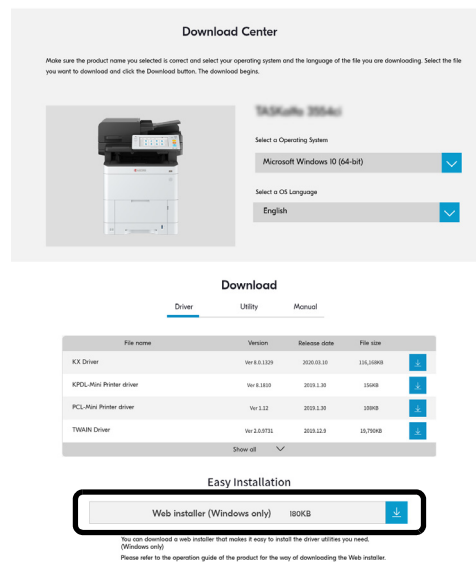 Download Center
Make sure the product name you selected is correct and select your operating system and the language of the file you are downloading. Select the file
you want to download and click the Download button. The download begins.
Select a Operating System
Microsoft Windows 10 (64-bit)
Select a OS Language
English
Download
Driver Utility Manual
File name Version Release date File size
KX Driver Ver 8.0.1329 2020.03.10 116,168KB
KPDL-Mini Printer driver Ver 8.1810 2019.1.30 156KB
PCL-Mini Printer driver Ver 1.12 2019.1.30 108KB
TWAIN Driver Ver 2.0.9731 2019.12.9 19,790KB
Show all
Easy Installation
Web installer (Windows only) 180KB
You can download a web installer that makes it easy to install the driver utilities you need.
(Windows only)
Please refer to the operation guide of the product for the way of downloading the Web installer.